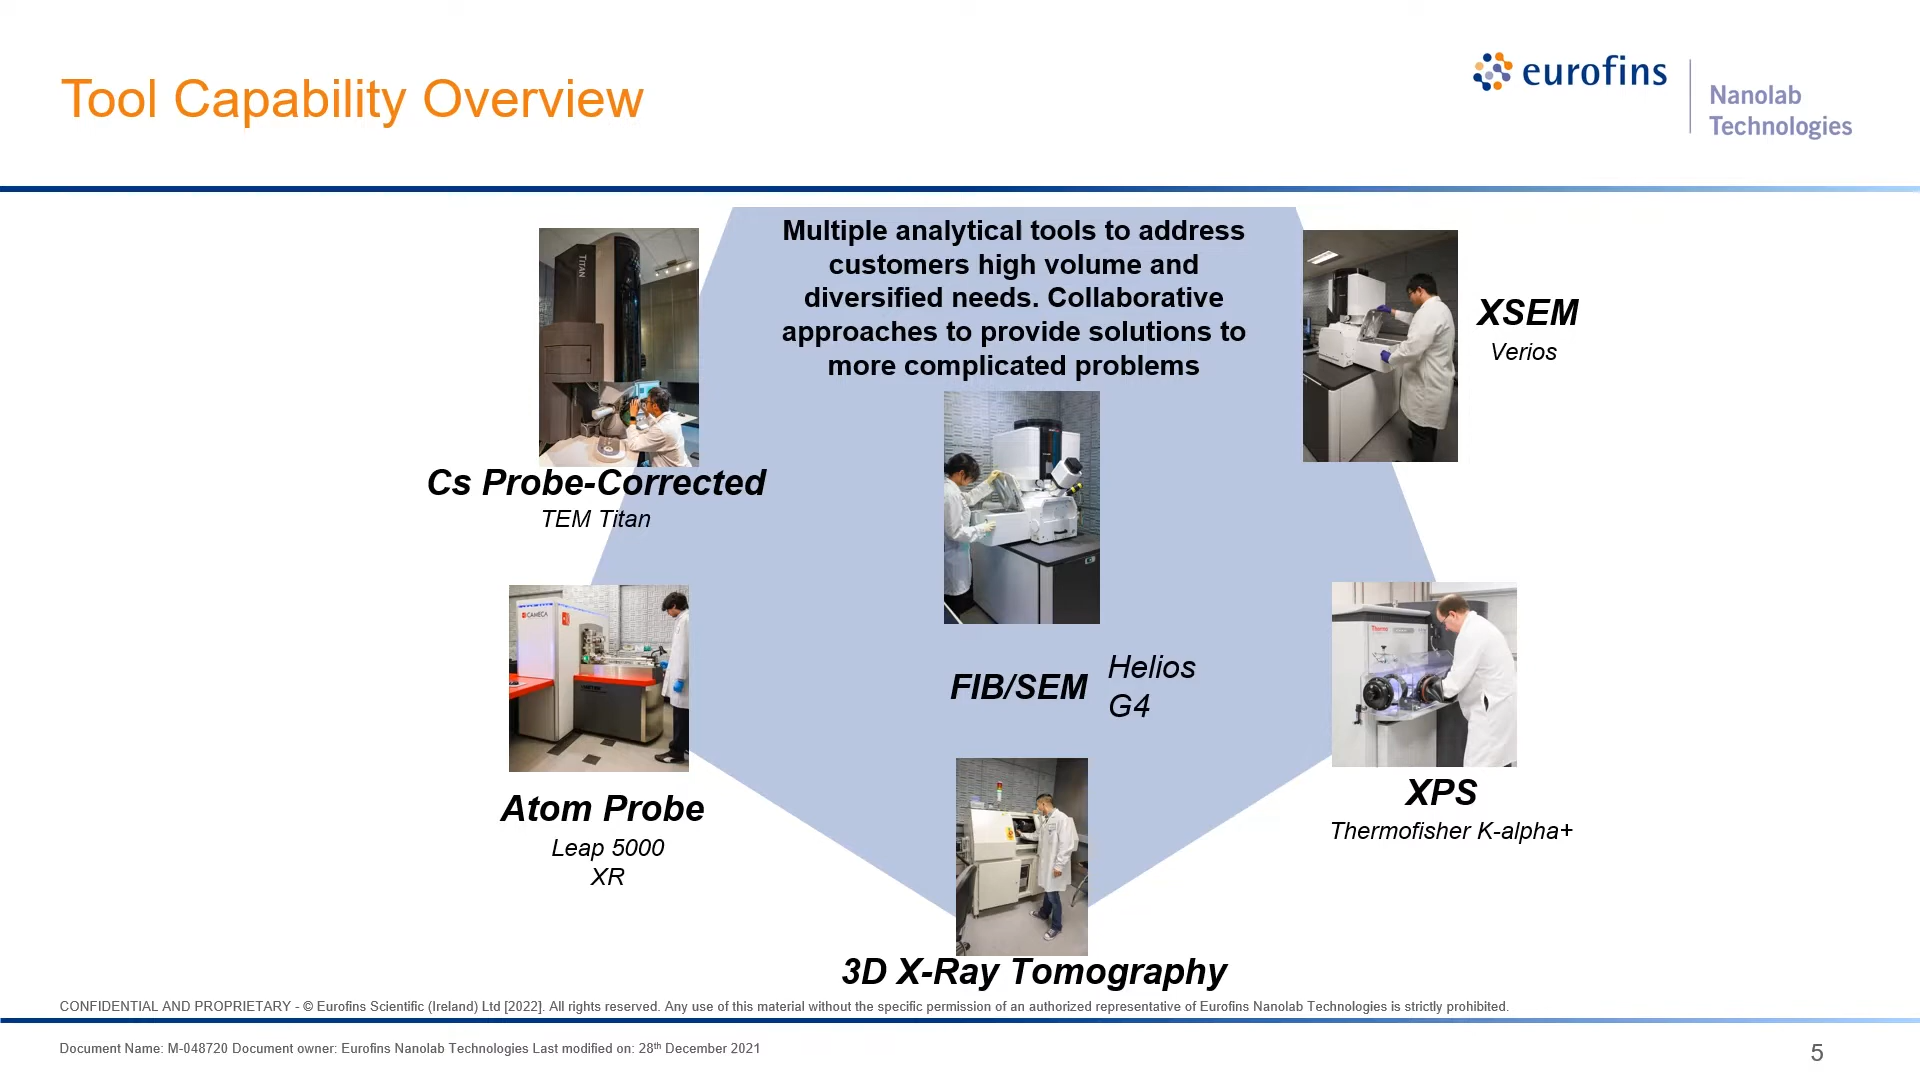 Tool Capability Overview
eurofins
Nanolab
Technologies
Multiple analytical tools to address
customers high volume and
diversified needs. Collaborative
approaches to provide solutions to
more complicated problems
TITAN
XSEM
Verios
Cs Probe-Corrected
TEM Titan
CAMECA
Thermo
FIB/SEM
Helios
G4
Atom Probe
Leap 5000
XR
XPS
Thermofisher K-alpha+
3D X-Ray Tomography
CONFIDENTIAL AND PROPRIETARY - © Eurofins Scientific (Ireland) Ltd [2022]. All rights reserved. Any use of this material without the specific permission of an authorized representative of Eurofins Nanolab Technologies is strictly prohibited.
Document Name: M-048720 Document owner: Eurofins Nanolab Technologies Last modified on: 28th December 2021
5